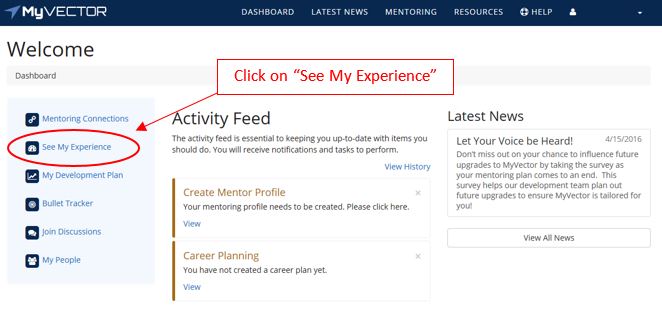 MyVECTOR
DASHBOARD LATEST NEWS MENTORING RESOURCES HELP
Welcome
Dashboard
Click on “See My Experience”
Mentoring Connections
See My Experience
My Development Plan
Bullet Tracker
Join Discussions
My People
Activity Feed
The activity feed is essential to keeping you up-to-date with items you
should do. You will receive notifications and tasks to perform.
View History
Create Mentor Profile ×
Your mentoring profile needs to be created. Please click here.
View
Career Planning ×
You have not created a career plan yet.
View
Latest News
Let Your Voice be Heard! 4/15/2016
Don’t miss out on your chance to influence future
upgrades to MyVector by taking the survey as
your mentoring plan comes to an end. This
survey helps our development team plan out
future upgrades to ensure MyVector is tailored for
you!
View All News